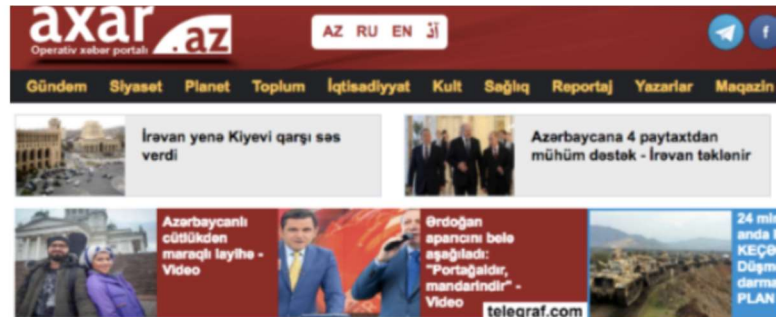 axar.az
Operativ xəbər portalı
AZ RU EN آذ
Gündəm Siyasət Planet Toplum İqtisadiyyat Kult Sağlıq Reportaj Yazarlar Maqazin
İrəvan yenə Kiyevi qarşı səs
verdi
Azərbaycana 4 paytaxtdan
mühüm dəstək - İrəvan təklənir
Azərbaycanlı
cütlükdən
maraqlı layihə -
Video
Ərdoğan
aparıcını belə
aşağıladı:
"Portağaldır,
mandarindir" -
Video
telegraf.com
24
anda
Düşm
PLAN